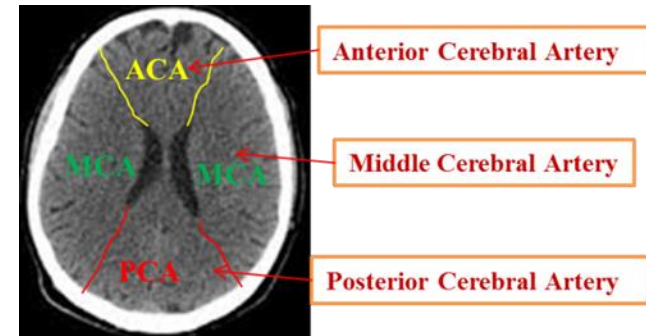 ACA
Anterior Cerebral Artery
MCA
MCA
Middle Cerebral Artery
PCA
Posterior Cerebral Artery